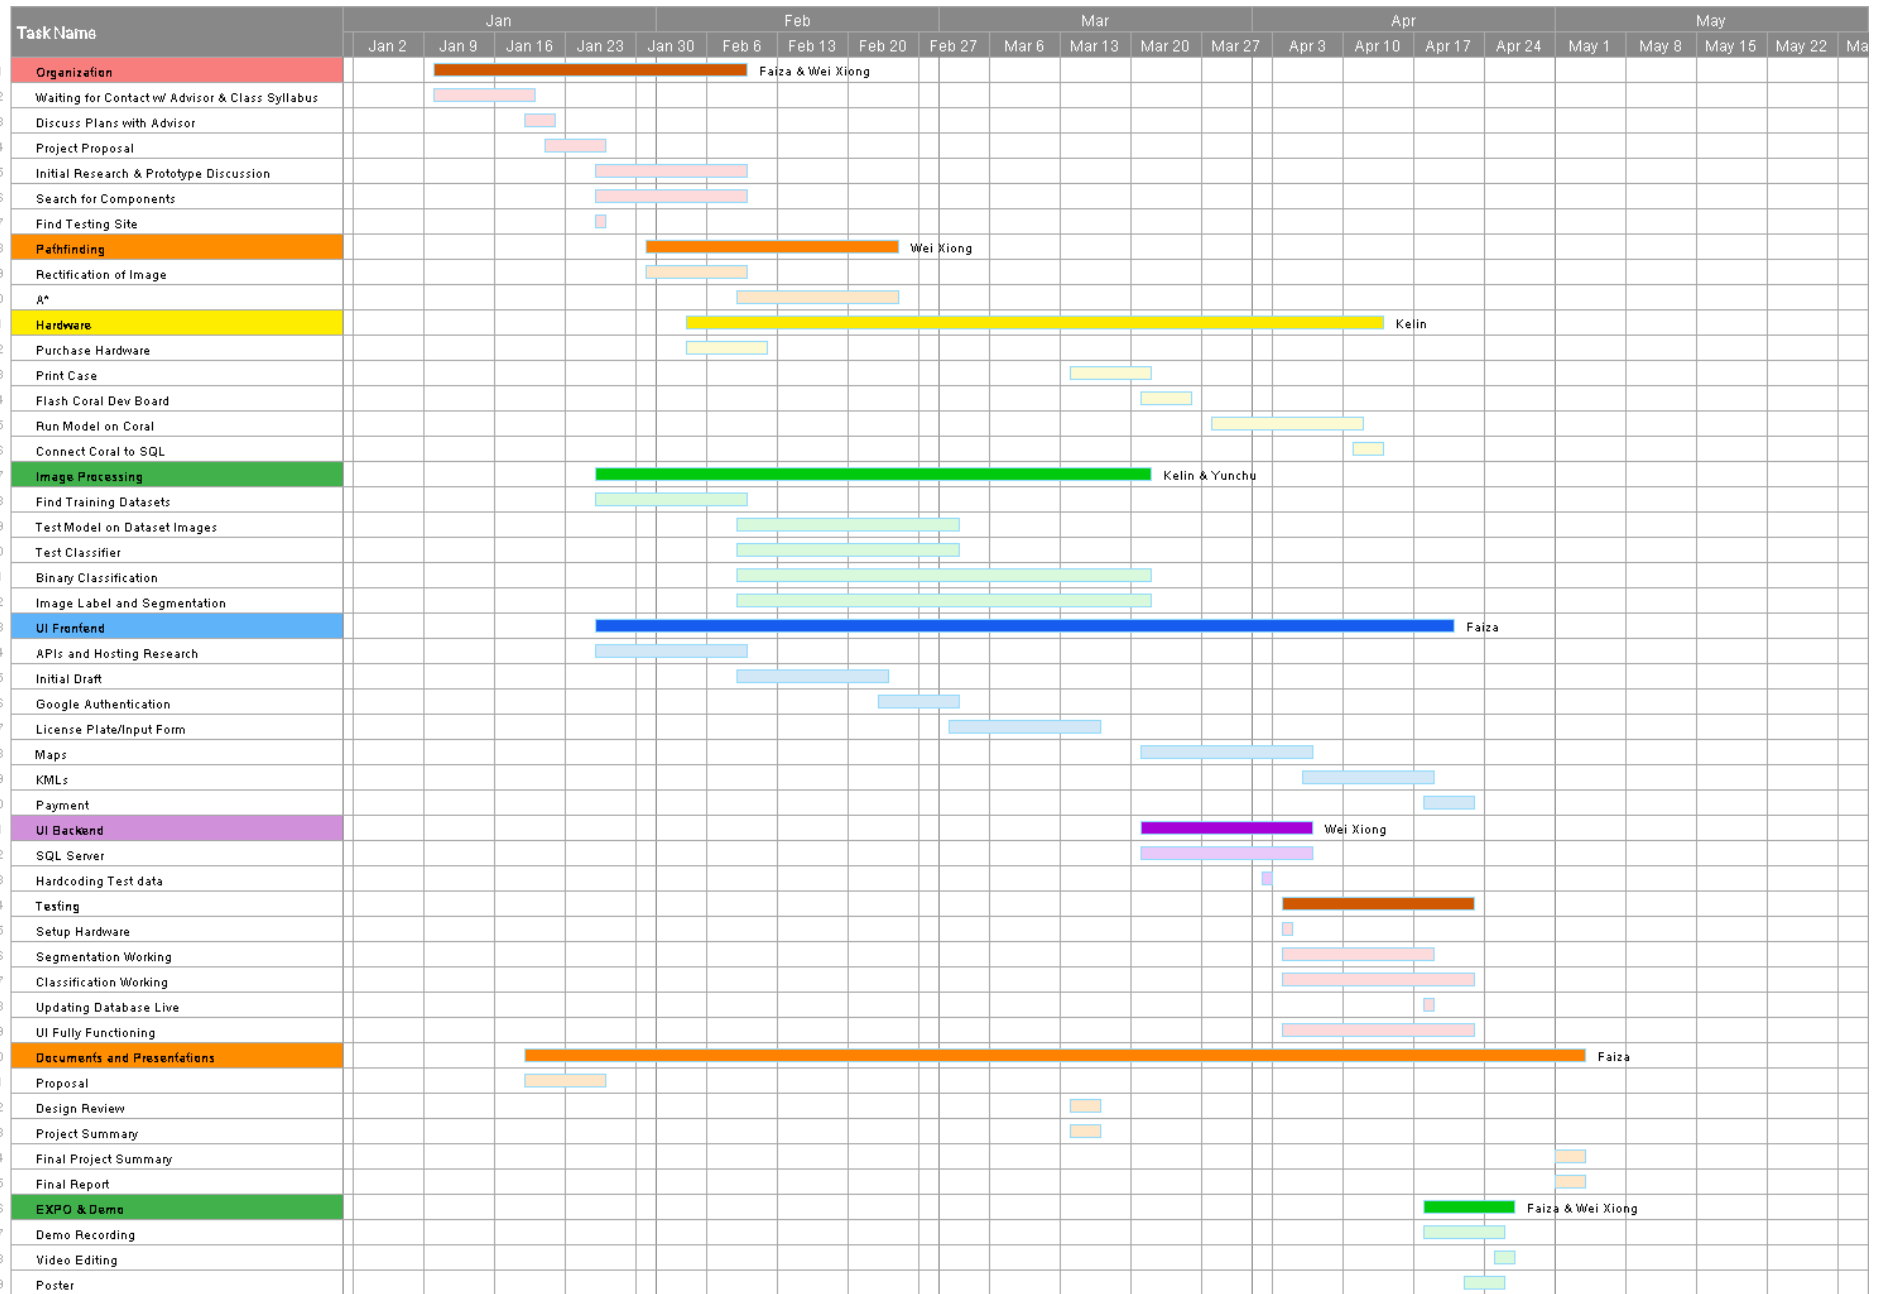 Task Name
Jan Feb Mar Apr May
Jan 2 Jan 9 Jan 16 Jan 23 Jan 30 Feb 6 Feb 13 Feb 20 Feb 27 Mar 6 Mar 13 Mar 20 Mar 27 Apr 3 Apr 10 Apr 17 Apr 24 May 1 May 8 May 15 May 22 Ma
Organization Faiza & Wei Xiong
Waiting for Contact w/ Advisor & Class Syllabus
Discuss Plans with Advisor
Project Proposal
Initial Research & Prototype Discussion
Search for Components
Find Testing Site
Pathfinding Wei Xiong
Rectification of Image
A*
Hardware Kelin
Purchase Hardware
Print Case
Flash Coral Dev Board
Run Model on Coral
Connect Coral to SQL
Image Processing Kelin & Yunchu
Find Training Datasets
Test Model on Dataset Images
Test Classifier
Binary Classification
Image Label and Segmentation
UI Frontend Faiza
APIs and Hosting Research
Initial Draft
Google Authentication
License Plate/Input Form
Maps
KMLs
Payment
UI Backend Wei Xiong
SQL Server
Hardcoding Test data
Testing
Setup Hardware
Segmentation Working
Classification Working
Updating Database Live
UI Fully Functioning
Documents and Presentations Faiza
Proposal
Design Review
Project Summary
Final Project Summary
Final Report
EXPO & Demo Faiza & Wei Xiong
Demo Recording
Video Editing
Poster